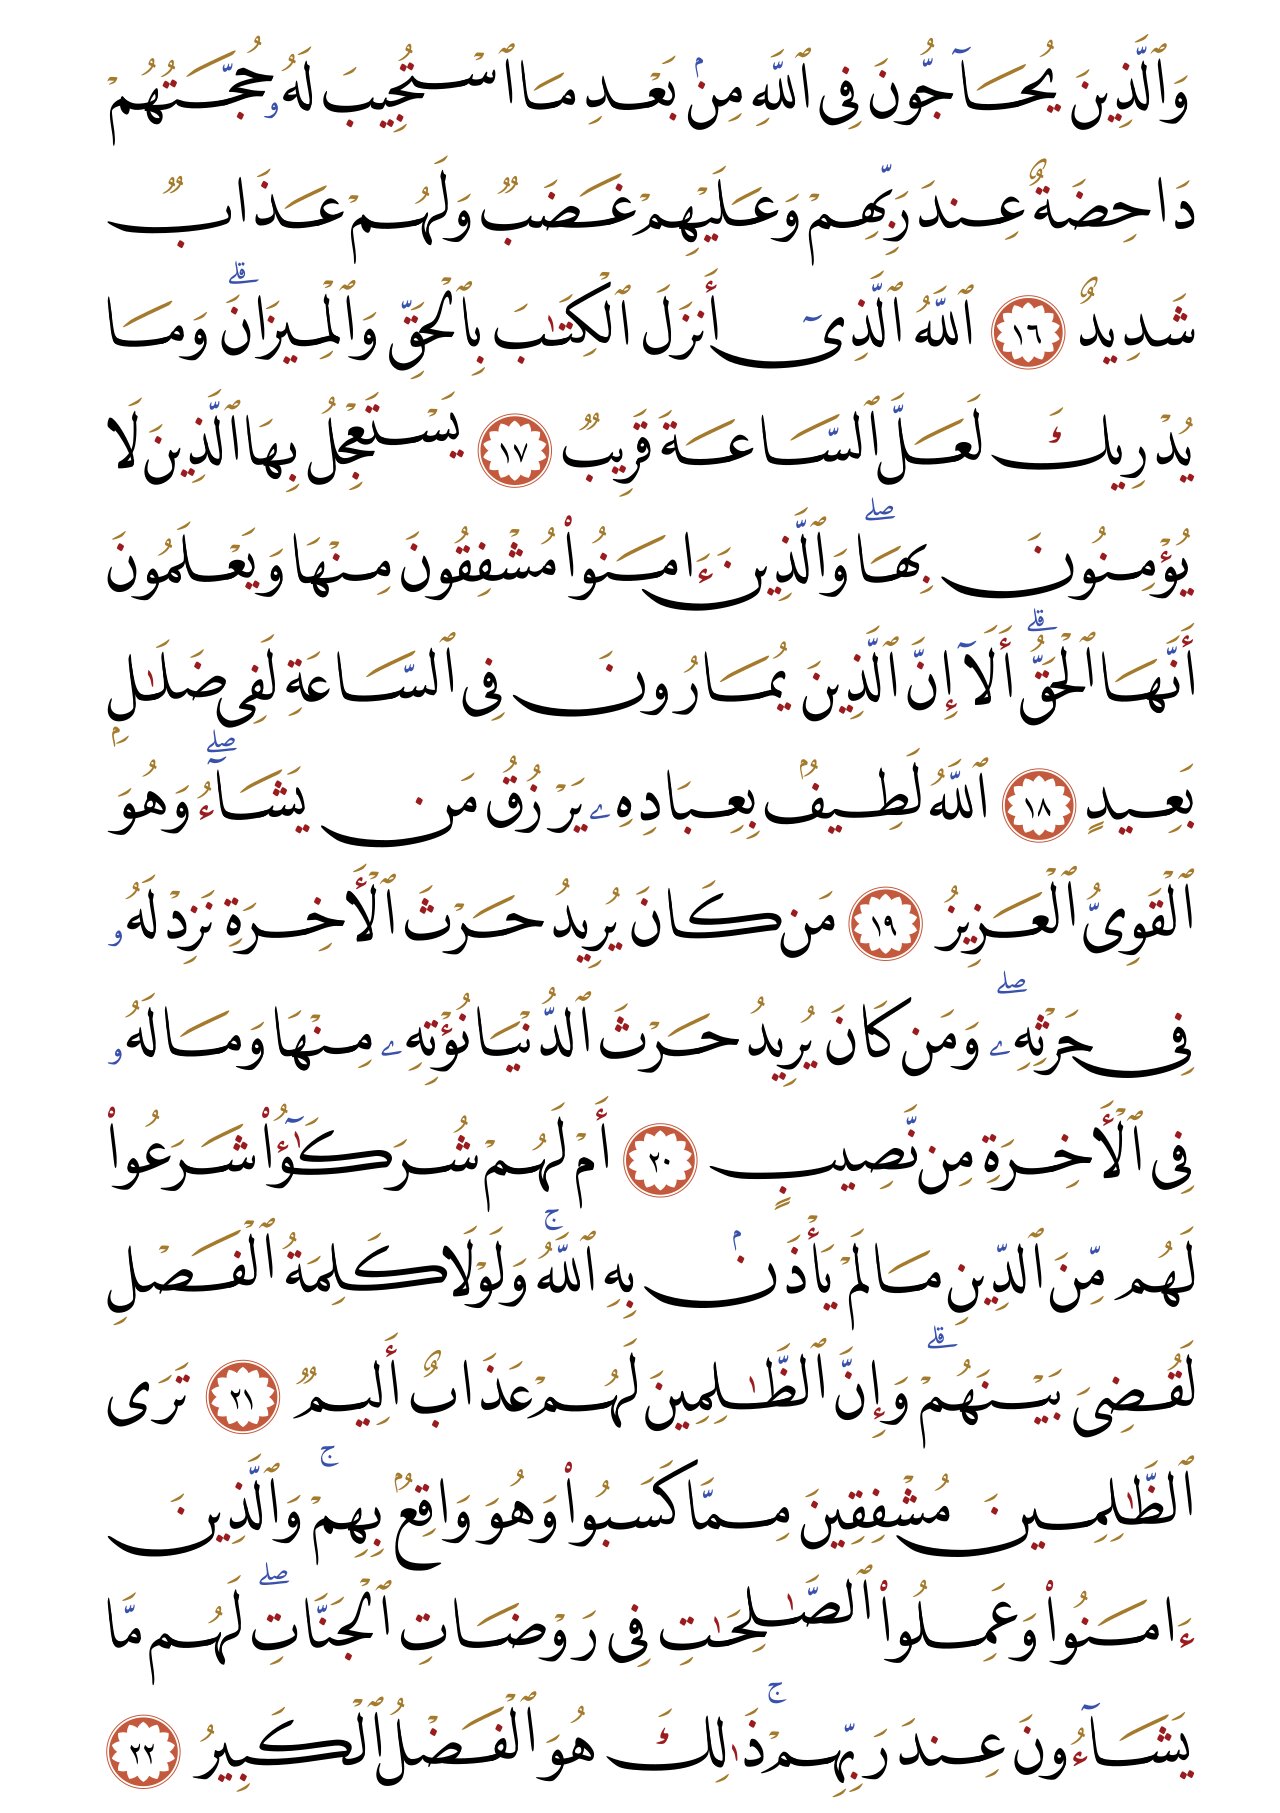 وَٱلَّذِينَ يُحَآجُّونَ فِى ٱللَّهِ مِنۢ بَعْدِ مَا ٱسْتُجِيبَ لَهُۥ حُجَّتُهُمْ
دَاحِضَةٌ عِندَ رَبِّهِمْ وَعَلَيْهِمْ غَضَبٌ وَلَهُمْ عَذَابٌ
شَدِيدٌ ١٦ ٱللَّهُ ٱلَّذِىٓ أَنزَلَ ٱلْكِتَـٰبَ بِٱلْحَقِّ وَٱلْمِيزَانَ ۗ وَمَا
يُدْرِيكَ لَعَلَّ ٱلسَّاعَةَ قَرِيبٌ ١٧ يَسْتَعْجِلُ بِهَا ٱلَّذِينَ لَا
يُؤْمِنُونَ بِهَا ۖ وَٱلَّذِينَ ءَامَنُوا۟ مُشْفِقُونَ مِنْهَا وَيَعْلَمُونَ
أَنَّهَا ٱلْحَقُّ ۗ أَلَآ إِنَّ ٱلَّذِينَ يُمَارُونَ فِى ٱلسَّاعَةِ لَفِى ضَلَـٰلٍۭ
بَعِيدٍ ١٨ ٱللَّهُ لَطِيفٌۢ بِعِبَادِهِۦ يَرْزُقُ مَن يَشَآءُ ۖ وَهُوَ
ٱلْقَوِىُّ ٱلْعَزِيزُ ١٩ مَن كَانَ يُرِيدُ حَرْثَ ٱلْأَخِرَةِ نَزِدْ لَهُۥ
فِى حَرْثِهِۦ ۖ وَمَن كَانَ يُرِيدُ حَرْثَ ٱلدُّنْيَا نُؤْتِهِۦ مِنْهَا وَمَا لَهُۥ
فِى ٱلْأَخِرَةِ مِن نَّصِيبٍ ٢٠ أَمْ لَهُمْ شُرَكَـٰٓؤُا۟ شَرَعُوا۟
لَهُم مِّنَ ٱلدِّينِ مَا لَمْ يَأْذَنۢ بِهِ ٱللَّهُ ۚ وَلَوْلَا كَلِمَةُ ٱلْفَصْلِ
لَقُضِىَ بَيْنَهُمْ ۗ وَإِنَّ ٱلظَّـٰلِمِينَ لَهُمْ عَذَابٌ أَلِيمٌ ٢١ تَرَى
ٱلظَّـٰلِمِينَ مُشْفِقِينَ مِمَّا كَسَبُوا۟ وَهُوَ وَاقِعٌۢ بِهِمْ ۚ وَٱلَّذِينَ
ءَامَنُوا۟ وَعَمِلُوا۟ ٱلصَّـٰلِحَـٰتِ فِى رَوْضَاتِ ٱلْجَنَّاتِ ۖ لَهُم مَّا
يَشَآءُونَ عِندَ رَبِّهِمْ ۚ ذَٰلِكَ هُوَ ٱلْفَضْلُ ٱلْكَبِيرُ ٢٢